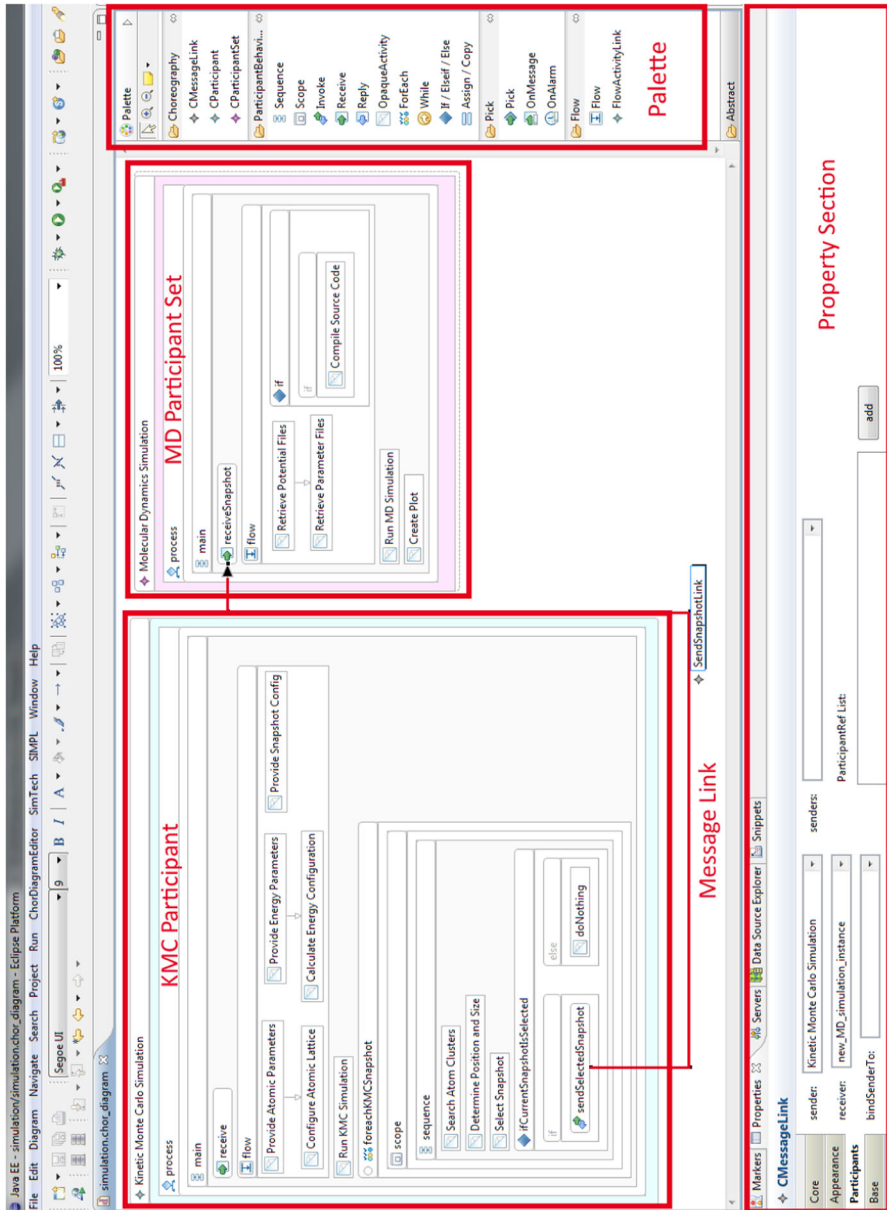 Java EE - simulation/simulation.chor_diagram - Eclipse Platform
File Edit Diagram Navigate Search Project Run ChorDiagramEditor SimTech SIMPL Window Help
Segoe UI 9 B I A 100%
simulation.chor_diagram
KMC Participant
Kinetic Monte Carlo Simulation
process
main
receive
flow
Provide Atomic Parameters
Provide Energy Parameters
Provide Snapshot Config
Configure Atomic Lattice
Calculate Energy Configuration
Run KMC Simulation
foreachKMCSnapshot
scope
sequence
Search Atom Clusters
Determine Position and Size
Select Snapshot
ifCurrentSnapshotIsSelected
if
sendSelectedSnapshot
else
doNothing
Message Link
SendSnapshotLink
MD Participant Set
Molecular Dynamics Simulation
process
main
receiveSnapshot
flow
Retrieve Potential Files
Retrieve Parameter Files
if
if
Compile Source Code
Run MD Simulation
Create Plot
Palette
Choreography
CMessageLink
CParticipant
CParticipantSet
ParticipantBehavi...
Sequence
Scope
Invoke
Receive
Reply
OpaqueActivity
ForEach
While
If / Elseif / Else
Assign / Copy
Pick
Pick
OnMessage
OnAlarm
Flow
Flow
FlowActivityLink
Abstract
Palette
Markers Properties Servers Data Source Explorer Snippets
CMessageLink
Core
Appearance
Participants
Base
sender: Kinetic Monte Carlo Simulation
senders:
receiver: new_MD_simulation_instance
bindSenderTo:
ParticipantRef List:
add
Property Section